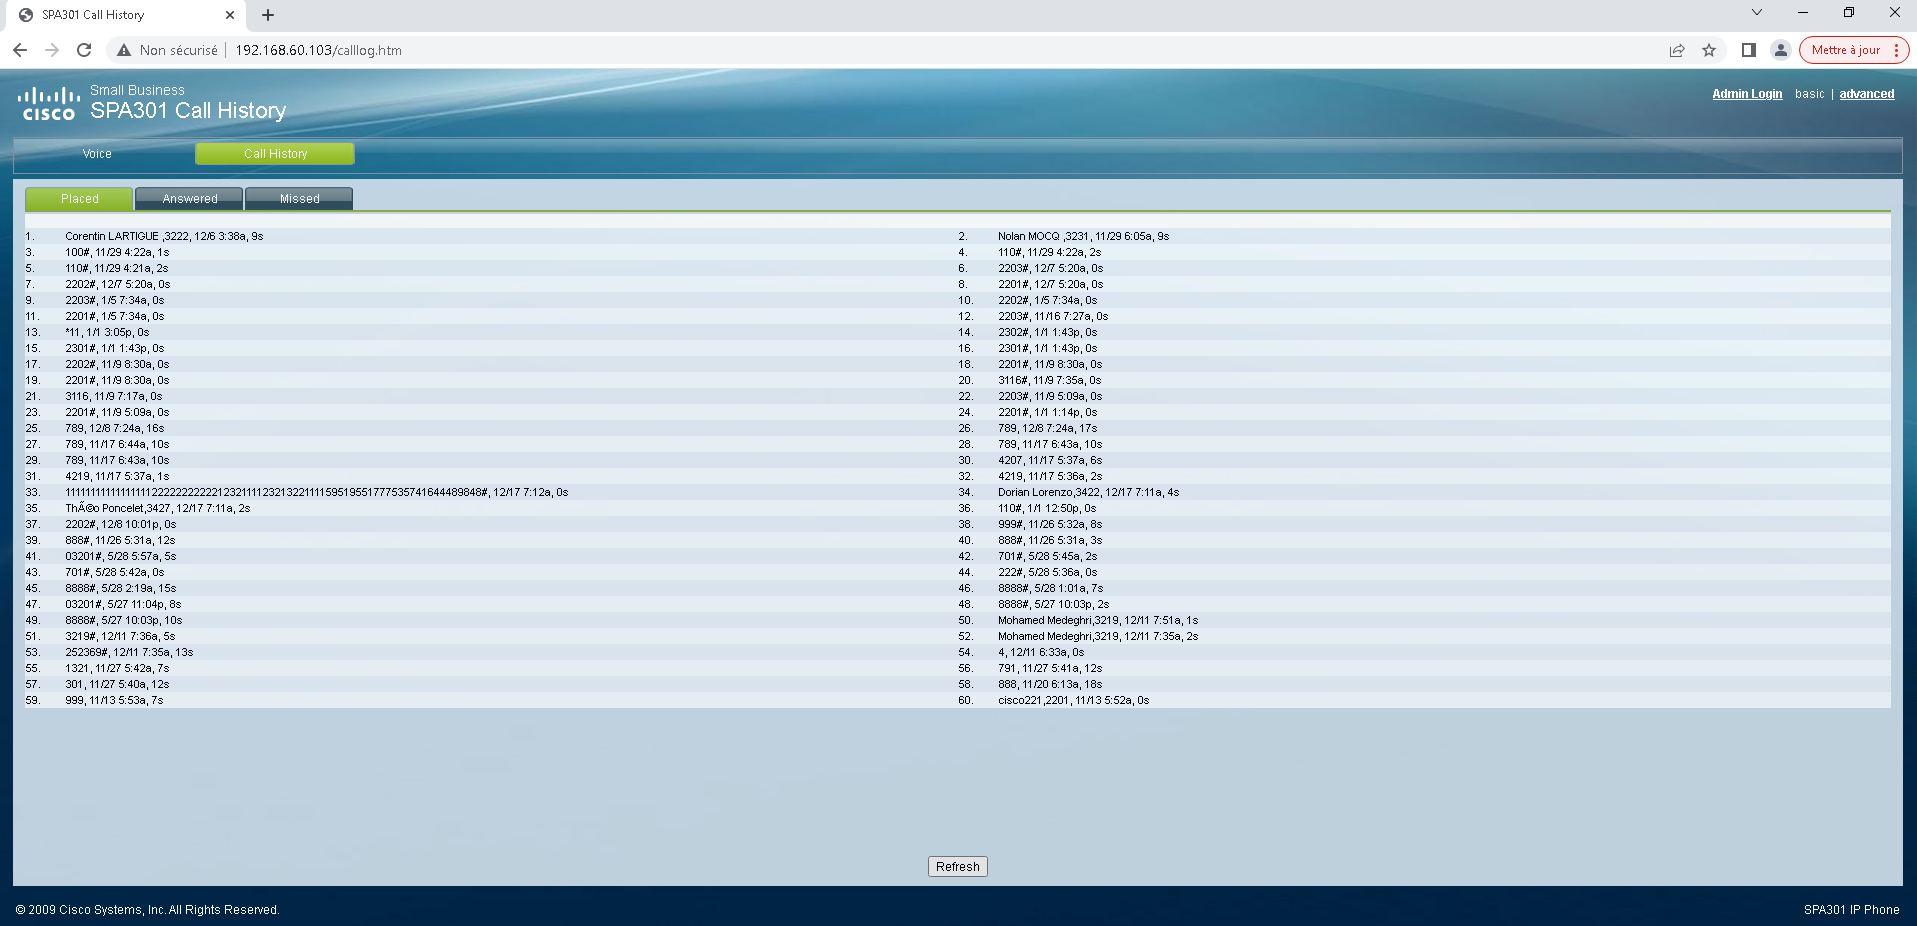 SPA301 Call History
Non sécurisé 192.168.60.103/calllog.htm Mettre à jour
Small Business
cisco SPA301 Call History
Admin Login basic | advanced
Voice Call History
Placed Answered Missed
1. Corentin LARTIGUE ,3222, 12/6 3:38a, 9s 2. Nolan MOCQ ,3231, 11/29 6:05a, 9s
3. 100#, 11/29 4:22a, 1s 4. 110#, 11/29 4:22a, 2s
5. 110#, 11/29 4:21a, 2s 6. 2203#, 12/7 5:20a, 0s
7. 2202#, 12/7 5:20a, 0s 8. 2201#, 12/7 5:20a, 0s
9. 2203#, 1/5 7:34a, 0s 10. 2202#, 1/5 7:34a, 0s
11. 2201#, 1/5 7:34a, 0s 12. 2203#, 11/16 7:27a, 0s
13. *11, 1/1 3:05p, 0s 14. 2302#, 1/1 1:43p, 0s
15. 2301#, 1/1 1:43p, 0s 16. 2301#, 1/1 1:43p, 0s
17. 2202#, 11/9 8:30a, 0s 18. 2201#, 11/9 8:30a, 0s
19. 2201#, 11/9 8:30a, 0s 20. 3116#, 11/9 7:35a, 0s
21. 3116, 11/9 7:17a, 0s 22. 2203#, 11/9 5:09a, 0s
23. 2201#, 11/9 5:09a, 0s 24. 2201#, 1/1 1:14p, 0s
25. 789, 12/8 7:24a, 16s 26. 789, 12/8 7:24a, 17s
27. 789, 11/17 6:44a, 10s 28. 789, 11/17 6:43a, 10s
29. 789, 11/17 6:43a, 10s 30. 4207, 11/17 5:37a, 6s
31. 4219, 11/17 5:37a, 1s 32. 4219, 11/17 5:36a, 2s
33. 12/17 7:12a, 0s 34. Dorian Lorenzo,3422, 12/17 7:11a, 4s
35. ThÃ©o Poncelet,3427, 12/17 7:11a, 2s 36. 110#, 1/1 12:50p, 0s
37. 2202#, 12/8 10:01p, 0s 38. 999#, 11/26 5:32a, 8s
39. 888#, 11/26 5:31a, 12s 40. 888#, 11/26 5:31a, 3s
41. 03201#, 5/28 5:57a, 5s 42. 701#, 5/28 5:45a, 2s
43. 701#, 5/28 5:42a, 0s 44. 222#, 5/28 5:36a, 0s
45. 8888#, 5/28 2:19a, 15s 46. 8888#, 5/28 1:01a, 7s
47. 03201#, 5/27 11:04p, 8s 48. 8888#, 5/27 10:03p, 2s
49. 8888#, 5/27 10:03p, 10s 50. Mohamed Medeghri,3219, 12/11 7:51a, 1s
51. 3219#, 12/11 7:36a, 5s 52. Mohamed Medeghri,3219, 12/11 7:35a, 2s
53. 252369#, 12/11 7:35a, 13s 54. 4, 12/11 6:33a, 0s
55. 1321, 11/27 5:42a, 7s 56. 791, 11/27 5:41a, 12s
57. 301, 11/27 5:40a, 12s 58. 888, 11/20 6:13a, 18s
59. 999, 11/13 5:53a, 7s 60. cisco221,2201, 11/13 5:52a, 0s
Refresh
© 2009 Cisco Systems, Inc. All Rights Reserved. SPA301 IP Phone